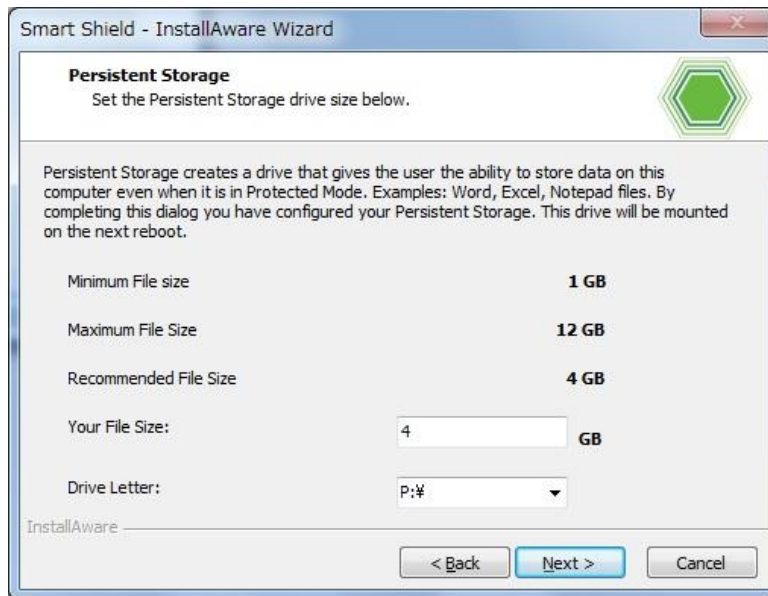 Smart Shield - InstallAware Wizard
Persistent Storage
Set the Persistent Storage drive size below.
Persistent Storage creates a drive that gives the user the ability to store data on this
computer even when it is in Protected Mode. Examples: Word, Excel, Notepad files. By
completing this dialog you have configured your Persistent Storage. This drive will be mounted
on the next reboot.
Minimum File size 1 GB
Maximum File Size 12 GB
Recommended File Size 4 GB
Your File Size: 4 GB
Drive Letter: P:¥
InstallAware
< Back Next > Cancel